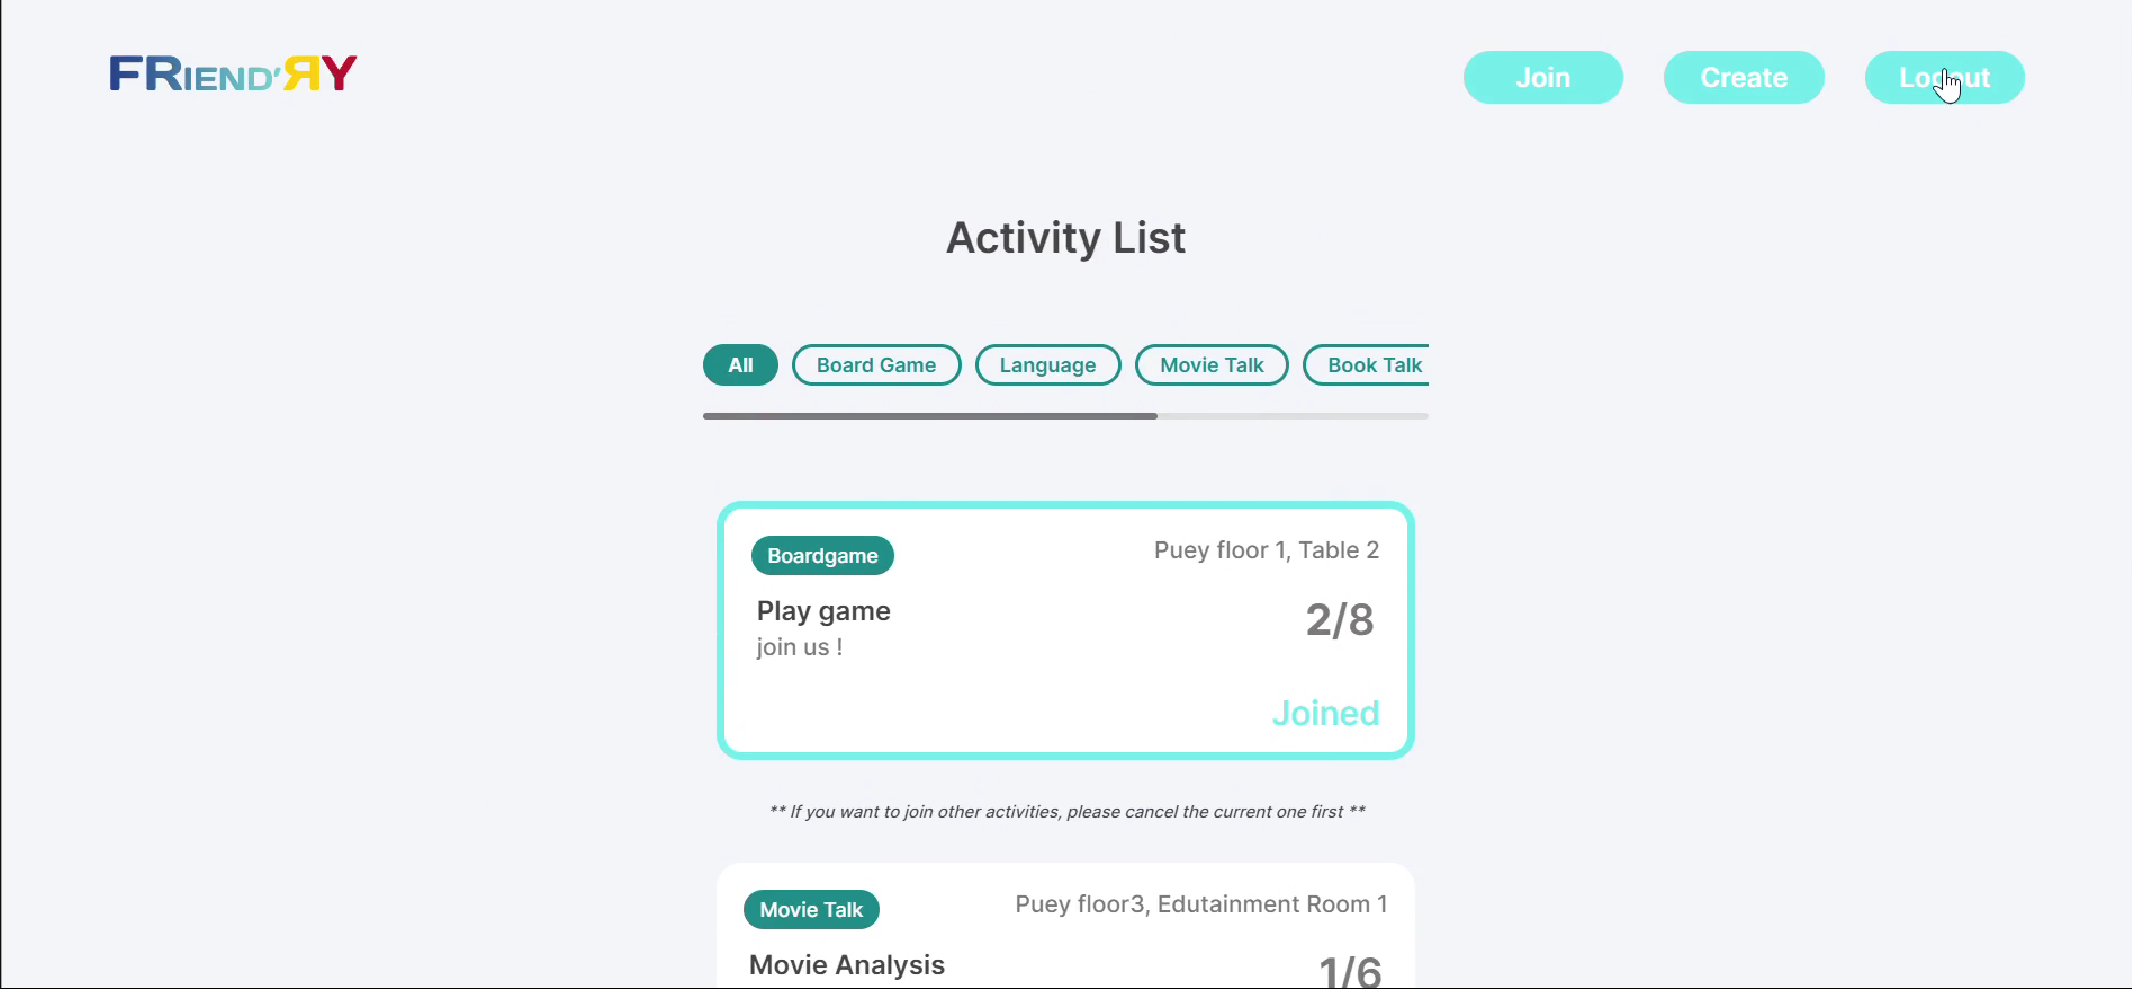 FRIEND'RY
Join
Create
Logout
Activity List
All
Board Game
Language
Movie Talk
Book Talk
Boardgame
Puey floor 1, Table 2
Play game
2/8
join us !
Joined
** If you want to join other activities, please cancel the current one first **
Movie Talk
Puey floor3, Edutainment Room 1
Movie Analysis
1/6